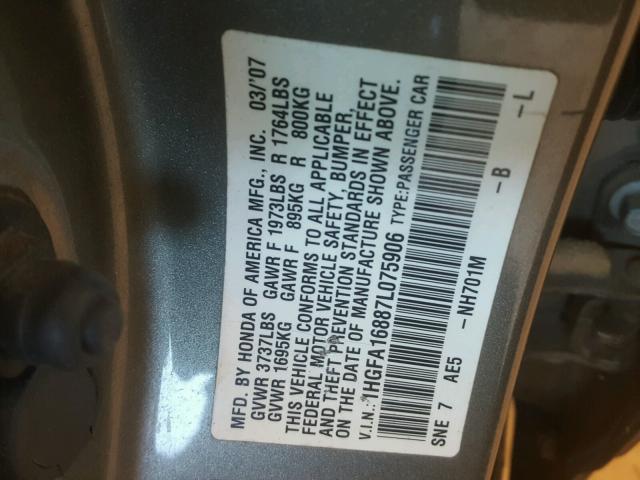 MFD. BY HONDA OF AMERICA MFG., INC. 03/'07
GVWR 3737LBS GAWR F 1973LBS R 1764LBS
GVWR 1695KG GAWR F 895KG R 800KG
THIS VEHICLE CONFORMS TO ALL APPLICABLE
FEDERAL MOTOR VEHICLE SAFETY, BUMPER,
AND THEFT PREVENTION STANDARDS IN EFFECT
ON THE DATE OF MANUFACTURE SHOWN ABOVE.
V.I.N.: 1HGFA16887L075906 TYPE:PASSENGER CAR
SNE 7 AE5 -NH701M -B -L